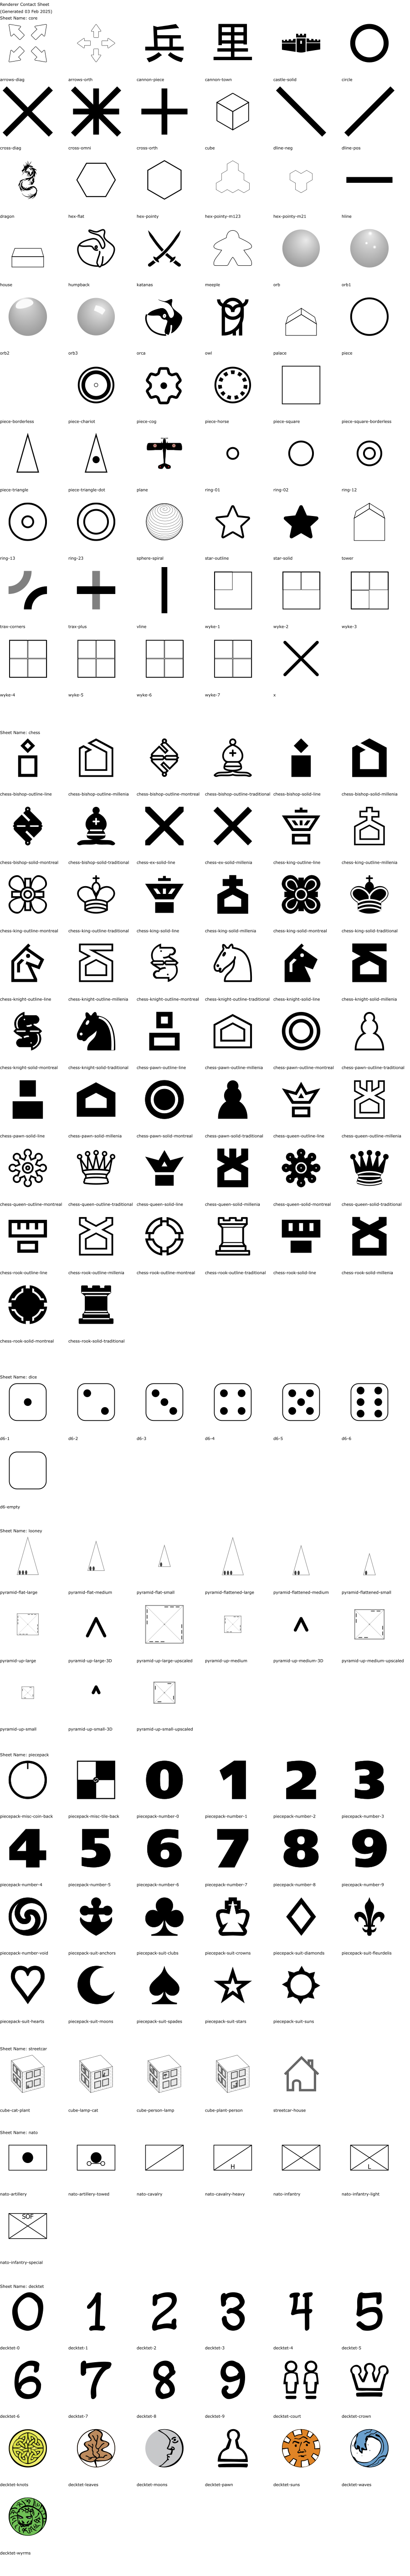 Renderer Contact Sheet
(Generated 03 Feb 2025)
Sheet Name: core
兵 里
arrows-diag arrows-orth cannon-piece cannon-town castle-solid circle
cross-diag cross-omni cross-orth cube dline-neg dline-pos
dragon hex-flat hex-pointy hex-pointy-m123 hex-pointy-m21 hline
house humpback katanas meeple orb orb1
orb2 orb3 orca owl palace piece
piece-borderless piece-chariot piece-cog piece-horse piece-square piece-square-borderless
piece-triangle piece-triangle-dot plane ring-01 ring-02 ring-12
ring-13 ring-23 sphere-spiral star-outline star-solid tower
trax-corners trax-plus vline wyke-1 wyke-2 wyke-3
wyke-4 wyke-5 wyke-6 wyke-7 x
Sheet Name: chess
chess-bishop-outline-line chess-bishop-outline-millenia chess-bishop-outline-montreal chess-bishop-outline-traditional chess-bishop-solid-line chess-bishop-solid-millenia
chess-bishop-solid-montreal chess-bishop-solid-traditional chess-ex-solid-line chess-ex-solid-millenia chess-king-outline-line chess-king-outline-millenia
chess-king-outline-montreal chess-king-outline-traditional chess-king-solid-line chess-king-solid-millenia chess-king-solid-montreal chess-king-solid-traditional
chess-knight-outline-line chess-knight-outline-millenia chess-knight-outline-montreal chess-knight-outline-traditional chess-knight-solid-line chess-knight-solid-millenia
chess-knight-solid-montreal chess-knight-solid-traditional chess-pawn-outline-line chess-pawn-outline-millenia chess-pawn-outline-montreal chess-pawn-outline-traditional
chess-pawn-solid-line chess-pawn-solid-millenia chess-pawn-solid-montreal chess-pawn-solid-traditional chess-queen-outline-line chess-queen-outline-millenia
chess-queen-outline-montreal chess-queen-outline-traditional chess-queen-solid-line chess-queen-solid-millenia chess-queen-solid-montreal chess-queen-solid-traditional
chess-rook-outline-line chess-rook-outline-millenia chess-rook-outline-montreal chess-rook-outline-traditional chess-rook-solid-line chess-rook-solid-millenia
chess-rook-solid-montreal chess-rook-solid-traditional
Sheet Name: dice
d6-1 d6-2 d6-3 d6-4 d6-5 d6-6
d6-empty
Sheet Name: looney
pyramid-flat-large pyramid-flat-medium pyramid-flat-small pyramid-flattened-large pyramid-flattened-medium pyramid-flattened-small
pyramid-up-large pyramid-up-large-3D pyramid-up-large-upscaled pyramid-up-medium pyramid-up-medium-3D pyramid-up-medium-upscaled
pyramid-up-small pyramid-up-small-3D pyramid-up-small-upscaled
Sheet Name: piecepack
0 1 2 3
piecepack-misc-coin-back piecepack-misc-tile-back piecepack-number-0 piecepack-number-1 piecepack-number-2 piecepack-number-3
4 5 6 7 8 9
piecepack-number-4 piecepack-number-5 piecepack-number-6 piecepack-number-7 piecepack-number-8 piecepack-number-9
piecepack-number-void piecepack-suit-anchors piecepack-suit-clubs piecepack-suit-crowns piecepack-suit-diamonds piecepack-suit-fleurdelis
piecepack-suit-hearts piecepack-suit-moons piecepack-suit-spades piecepack-suit-stars piecepack-suit-suns
Sheet Name: streetcar
cube-cat-plant cube-lamp-cat cube-person-lamp cube-plant-person streetcar-house
Sheet Name: nato
H L
nato-artillery nato-artillery-towed nato-cavalry nato-cavalry-heavy nato-infantry nato-infantry-light
SOF
nato-infantry-special
Sheet Name: decktet
0 1 2 3 4 5
decktet-0 decktet-1 decktet-2 decktet-3 decktet-4 decktet-5
6 7 8 9
decktet-6 decktet-7 decktet-8 decktet-9 decktet-court decktet-crown
decktet-knots decktet-leaves decktet-moons decktet-pawn decktet-suns decktet-waves
decktet-wyrms